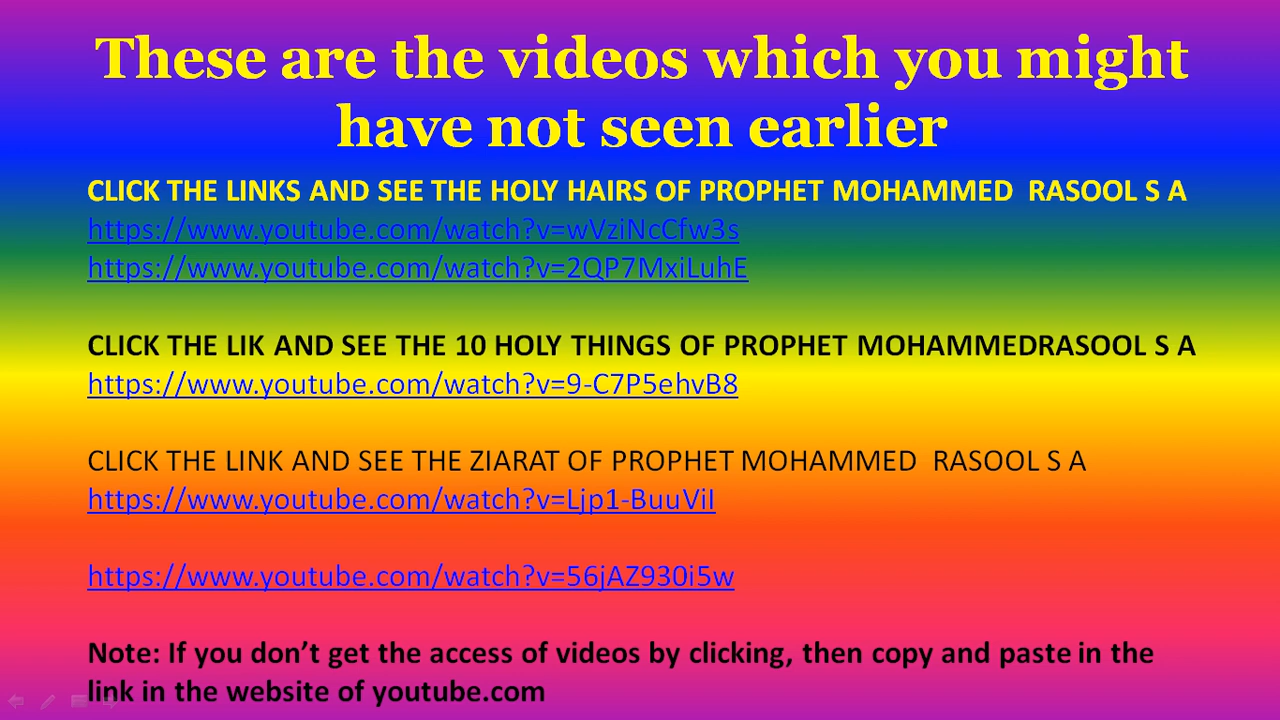 These are the videos which you might
have not seen earlier
CLICK THE LINKS AND SEE THE HOLY HAIRS OF PROPHET MOHAMMED  RASOOL S A
https://www.youtube.com/watch?v=wVziNcCfw3s
https://www.youtube.com/watch?v=2QP7MxiLuhE
CLICK THE LIK AND SEE THE 10 HOLY THINGS OF PROPHET MOHAMMEDRASOOL S A
https://www.youtube.com/watch?v=9-C7P5ehvB8
CLICK THE LINK AND SEE THE ZIARAT OF PROPHET MOHAMMED  RASOOL S A
https://www.youtube.com/watch?v=Ljp1-BuuViI
https://www.youtube.com/watch?v=56jAZ930i5w
Note: If you don’t get the access of videos by clicking, then copy and paste in the
link in the website of youtube.com